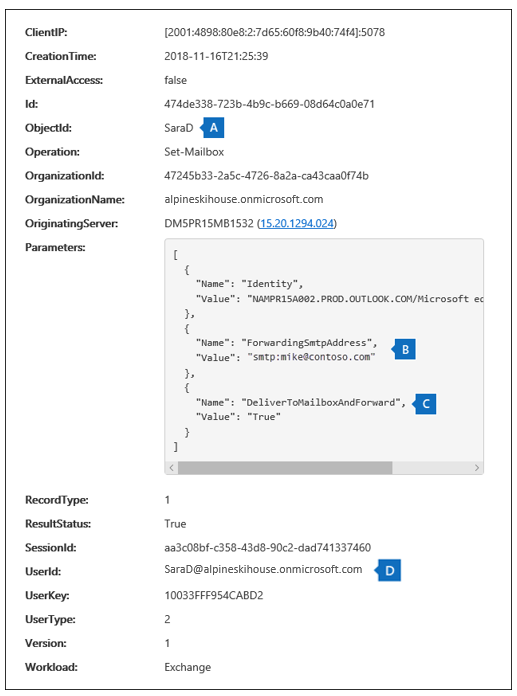 ClientIP: [2001:4898:80e8:2:7d65:60f8:9b40:74f4]:5078
CreationTime: 2018-11-16T21:25:39
ExternalAccess: false
Id: 474de338-723b-4b9c-b669-08d64c0a0e71
ObjectId: SaraD A
Operation: Set-Mailbox
OrganizationId: 47245b33-2a5c-4726-8a2a-ca43caa0f74b
OrganizationName: alpineskihouse.onmicrosoft.com
OriginatingServer: DM5PR15MB1532 (15.20.1294.024)
Parameters:
[
{
"Name": "Identity",
"Value": "NAMPR15A002.PROD.OUTLOOK.COM/Microsoft ed
},
{
"Name": "ForwardingSmtpAddress", B
"Value": "smtp:mike@contoso.com"
},
{
"Name": "DeliverToMailboxAndForward", C
"Value": "True"
}
]
RecordType: 1
ResultStatus: True
SessionId: aa3c08bf-c358-43d8-90c2-dad741337460
UserId: SaraD@alpineskihouse.onmicrosoft.com D
UserKey: 10033FFF954CABD2
UserType: 2
Version: 1
Workload: Exchange